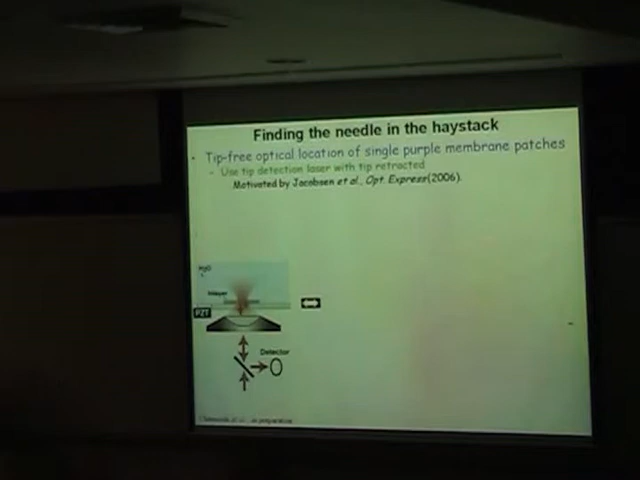 Finding the needle in the haystack
• Tip-free optical location of single purple membrane patches
- Use tip detection laser with tip retracted
Motivated by Jacobsen et al., Opt. Express(2006).
H₂O
PZT
Detector